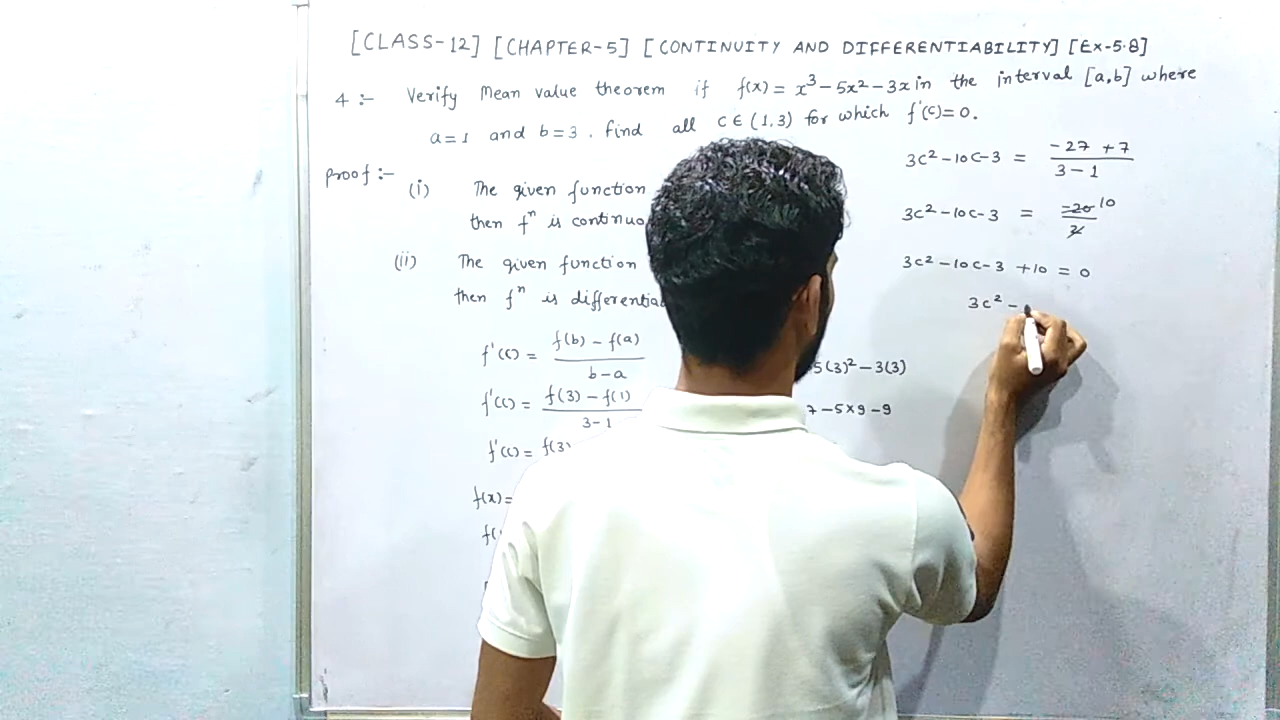 [CLASS-12] [CHAPTER-5] [CONTINUITY AND DIFFERENTIABILITY] [Ex-5.8]
4 :- Verify Mean value theorem if f(x) = x³ - 5x² - 3x in the interval [a,b] where
a=1 and b=3. Find all c ∈ (1,3) for which f'(c)=0.
Proof :-
(i) The given function
then fⁿ is
(ii) The given function
then fⁿ is
f'(c) = \frac{f(b) - f(a)}{b-a}
f'(c) = \frac{f(3) - f(1)}{3-1}
f'(c) = f(3)
f(x) =
5(3)² - 3(3)
7 - 5×9 - 9
3c² - 10c - 3 = \frac{-27 + 7}{3-1}
3c² - 10c - 3 = \frac{-20}{2} 10
3c² - 10c - 3 + 10 = 0
3c² -